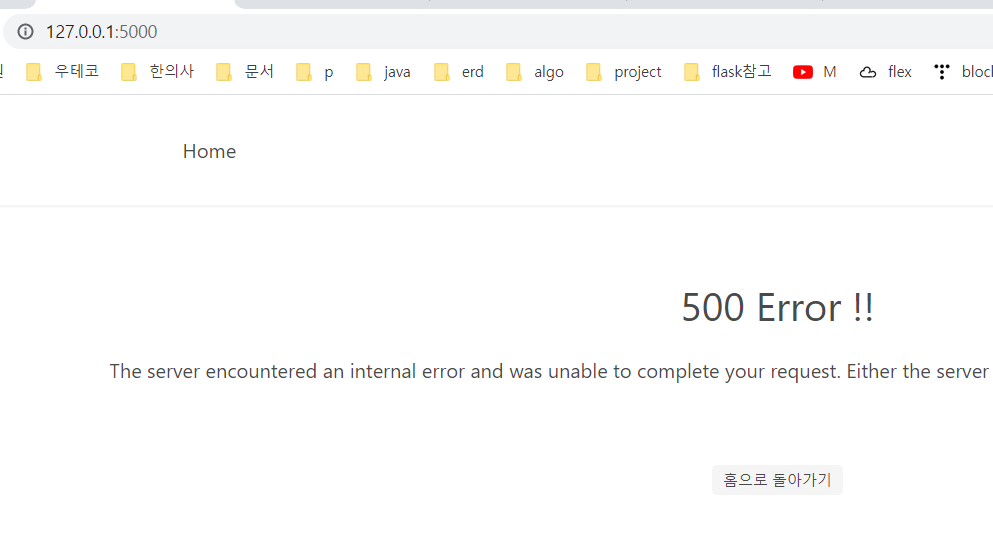 127.0.0.1:5000
우테코 한의사 문서 p java erd algo project flask참고 M flex block
Home
500 Error !!
The server encountered an internal error and was unable to complete your request. Either the server
홈으로 돌아가기